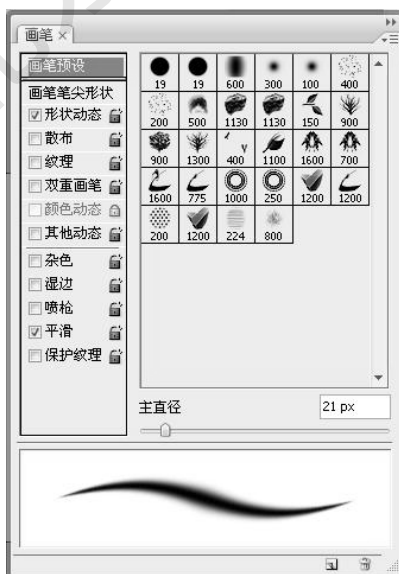 画笔 ×
画笔预设
画笔笔尖形状
形状动态
散布
纹理
双重画笔
颜色动态
其他动态
杂色
湿边
喷枪
平滑
保护纹理
19 19 600 300 100 400
200 500 1130 1130 150 900
900 1300 400 1100 1600 700
1600 775 1000 250 1200 1200
200 1200 224 800
主直径 21 px